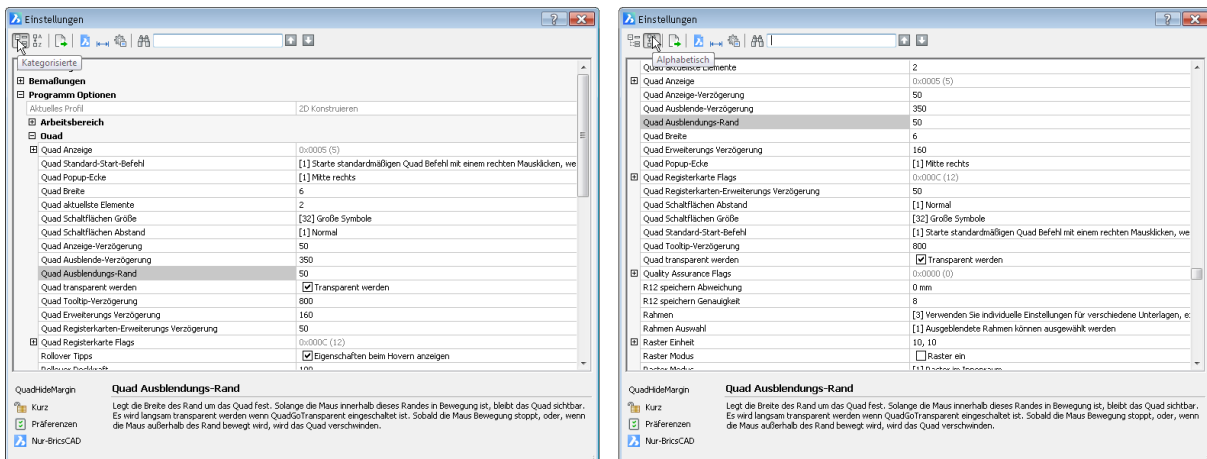 Einstellungen
Kategorisierte
Bemaßungen
Programm Optionen
Aktuelles Profil 2D Konstruieren
Arbeitsbereich
Quad
Quad Anzeige 0x0005 (5)
Quad Standard-Start-Befehl [1] Starte standardmäßigen Quad Befehl mit einem rechten Mausklicken, we
Quad Popup-Ecke [1] Mitte rechts
Quad Breite 6
Quad aktuellste Elemente 2
Quad Schaltflächen Größe [32] Große Symbole
Quad Schaltflächen Abstand [1] Normal
Quad Anzeige-Verzögerung 50
Quad Ausblende-Verzögerung 350
Quad Ausblendungs-Rand 50
Quad transparent werden Transparent werden
Quad Tooltip-Verzögerung 800
Quad Erweiterungs Verzögerung 160
Quad Registerkarten-Erweiterungs Verzögerung 50
Quad Registerkarte Flags 0x000C (12)
Rollover Tipps Eigenschaften beim Hovern anzeigen
QuadHideMargin
Kurz
Präferenzen
Nur-BricsCAD
Quad Ausblendungs-Rand
Legt die Breite des Rand um das Quad fest. Solange die Maus innerhalb dieses Randes in Bewegung ist, bleibt das Quad sichtbar.
Es wird langsam transparent werden wenn QuadGoTransparent eingeschaltet ist. Sobald die Maus Bewegung stoppt, oder, wenn
die Maus außerhalb des Rand bewegt wird, wird das Quad verschwinden.
Einstellungen
Alphabetisch
Quad aktuellste Elemente 2
Quad Anzeige 0x0005 (5)
Quad Anzeige-Verzögerung 50
Quad Ausblende-Verzögerung 350
Quad Ausblendungs-Rand 50
Quad Breite 6
Quad Erweiterungs Verzögerung 160
Quad Popup-Ecke [1] Mitte rechts
Quad Registerkarte Flags 0x000C (12)
Quad Registerkarten-Erweiterungs Verzögerung 50
Quad Schaltflächen Abstand [1] Normal
Quad Schaltflächen Größe [32] Große Symbole
Quad Standard-Start-Befehl [1] Starte standardmäßigen Quad Befehl mit einem rechten Mausklicken, we
Quad Tooltip-Verzögerung 800
Quad transparent werden Transparent werden
Quality Assurance Flags 0x0000 (0)
R12 speichern Abweichung 0 mm
R12 speichern Genauigkeit 8
Rahmen [3] Verwenden Sie individuelle Einstellungen für verschiedene Unterlagen, e
Rahmen Auswahl [1] Ausgeblendete Rahmen können ausgewählt werden
Raster Einheit 10, 10
Raster Modus Raster ein
QuadHideMargin
Kurz
Präferenzen
Nur-BricsCAD
Quad Ausblendungs-Rand
Legt die Breite des Rand um das Quad fest. Solange die Maus innerhalb dieses Randes in Bewegung ist, bleibt das Quad sichtbar.
Es wird langsam transparent werden wenn QuadGoTransparent eingeschaltet ist. Sobald die Maus Bewegung stoppt, oder, wenn
die Maus außerhalb des Rand bewegt wird, wird das Quad verschwinden.